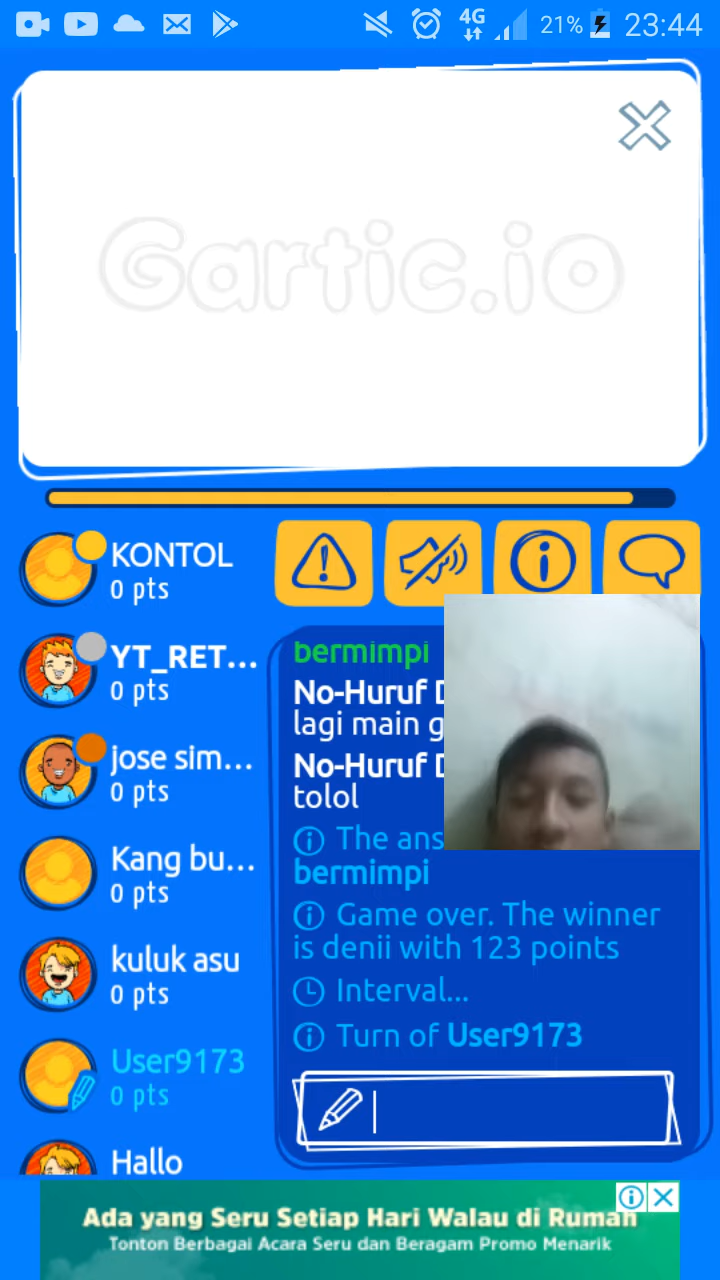 4G 21% 23:44
Gartic.io
KONTOL
0 pts
YT_RET...
0 pts
jose sim...
0 pts
Kang bu...
0 pts
kuluk asu
0 pts
User9173
0 pts
Hallo
bermimpi
No-Huruf
lagi main g
No-Huruf
tolol
The ans
bermimpi
Game over. The winner
is denii with 123 points
Interval...
Turn of User9173
Ada yang Seru Setiap Hari Walau di Rumah
Tonton Berbagai Acara Seru dan Beragam Promo Menarik